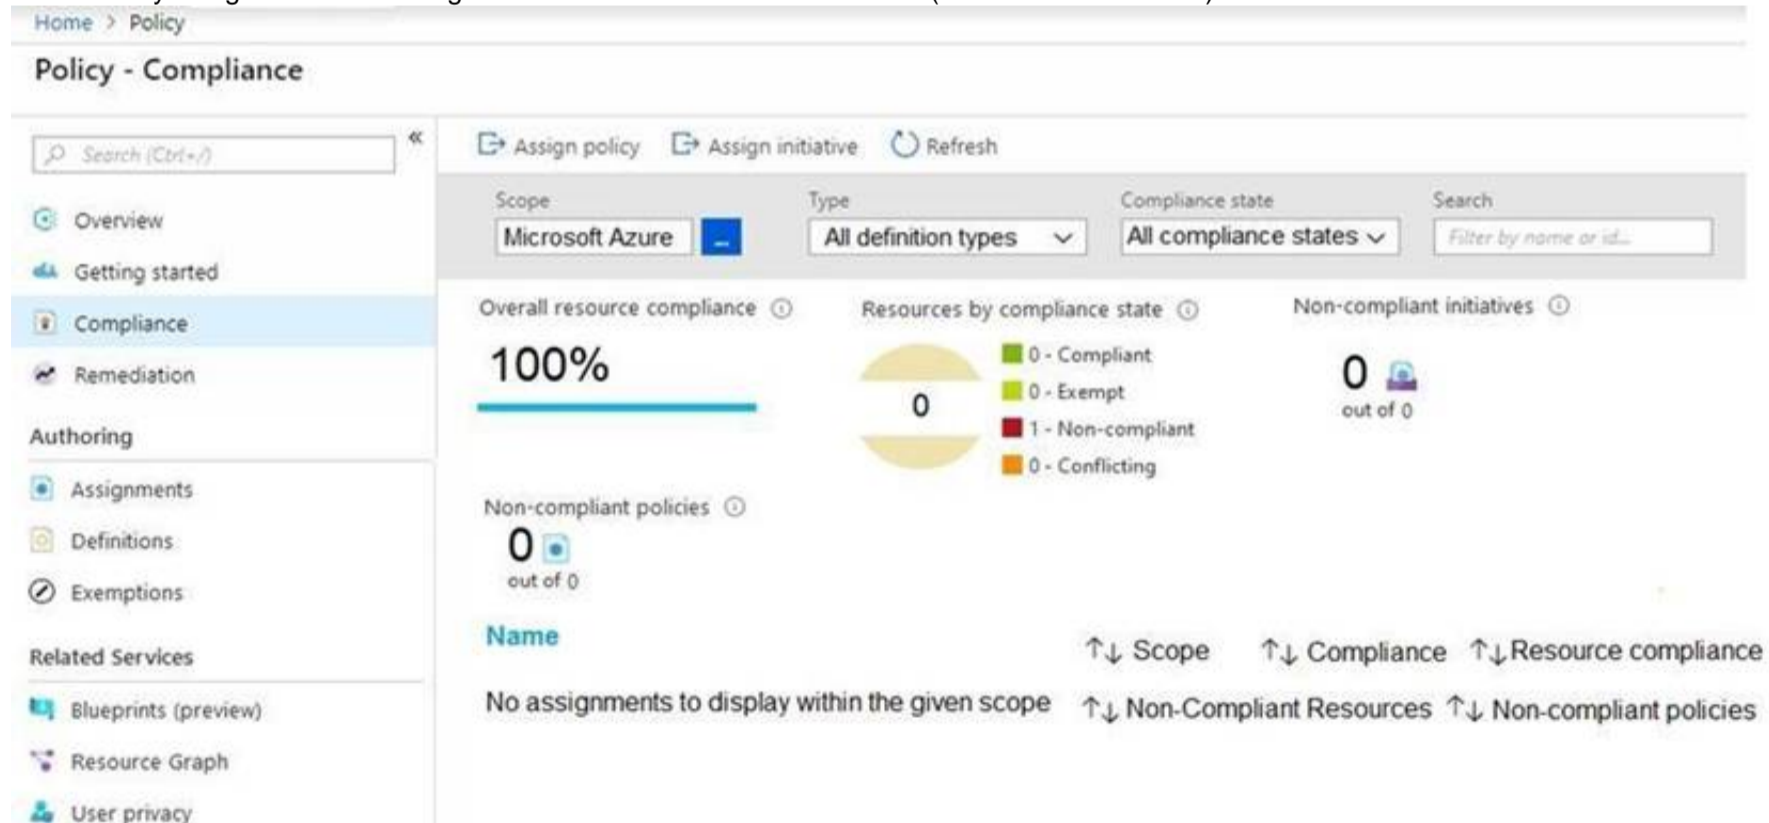 Home > Policy
Policy - Compliance
Search (Ctrl+/)
«
Overview
Getting started
Compliance
Remediation
Authoring
Assignments
Definitions
Exemptions
Related Services
Blueprints (preview)
Resource Graph
User privacy
Assign policy Assign initiative Refresh
Scope Type Compliance state Search
Microsoft Azure ... All definition types All compliance states Filter by name or id...
Overall resource compliance
100%
Resources by compliance state
0
0 - Compliant
0 - Exempt
1 - Non-compliant
0 - Conflicting
Non-compliant initiatives
0
out of 0
Non-compliant policies
0
out of 0
Name ↑↓ Scope ↑↓ Compliance ↑↓ Resource compliance
No assignments to display within the given scope ↑↓ Non-Compliant Resources ↑↓ Non-compliant policies